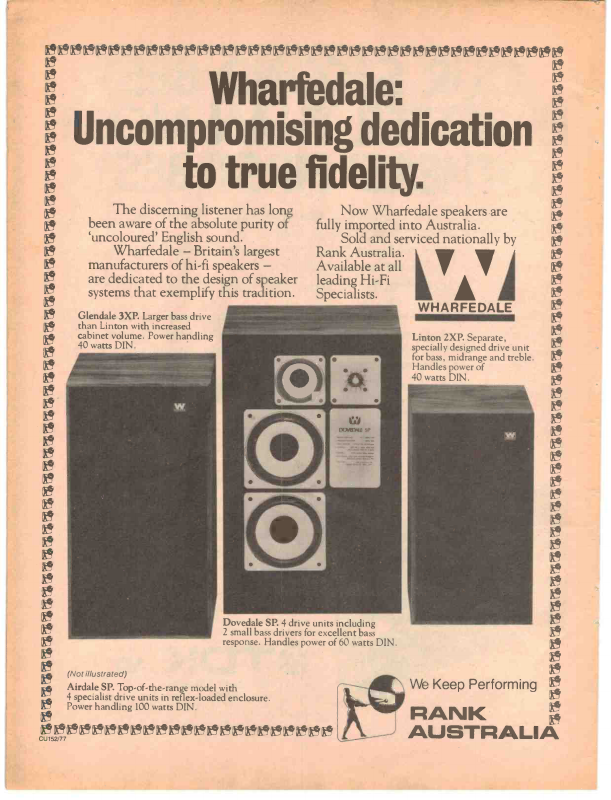 Wharfedale:
Uncompromising dedication
to true fidelity.
The discerning listener has long
been aware of the absolute purity of
'uncoloured' English sound.
Wharfedale – Britain's largest
manufacturers of hi-fi speakers –
are dedicated to the design of speaker
systems that exemplify this tradition.
Now Wharfedale speakers are
fully imported into Australia.
Sold and serviced nationally by
Rank Australia.
Available at all
leading Hi-Fi
Specialists.
W
WHARFEDALE
Glendale 3XP. Larger bass drive
than Linton with increased
cabinet volume. Power handling
40 watts DIN.
Linton 2XP. Separate,
specially designed drive unit
for bass, midrange and treble.
Handles power of
40 watts DIN.
W
W
DOVEDALE SP
W
Dovedale SP. 4 drive units including
2 small bass drivers for excellent bass
response. Handles power of 60 watts DIN.
(Not illustrated)
Airdale SP. Top-of-the-range model with
4 specialist drive units in reflex-loaded enclosure.
Power handling 100 watts DIN.
We Keep Performing
RANK
AUSTRALIA
CU152/77